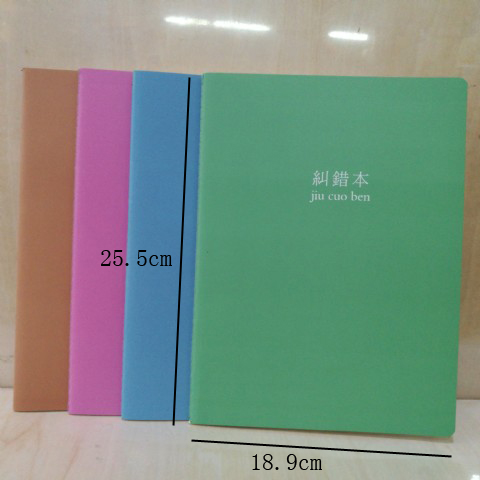 糾錯本
jiu cuo ben
25.5cm
18.9cm